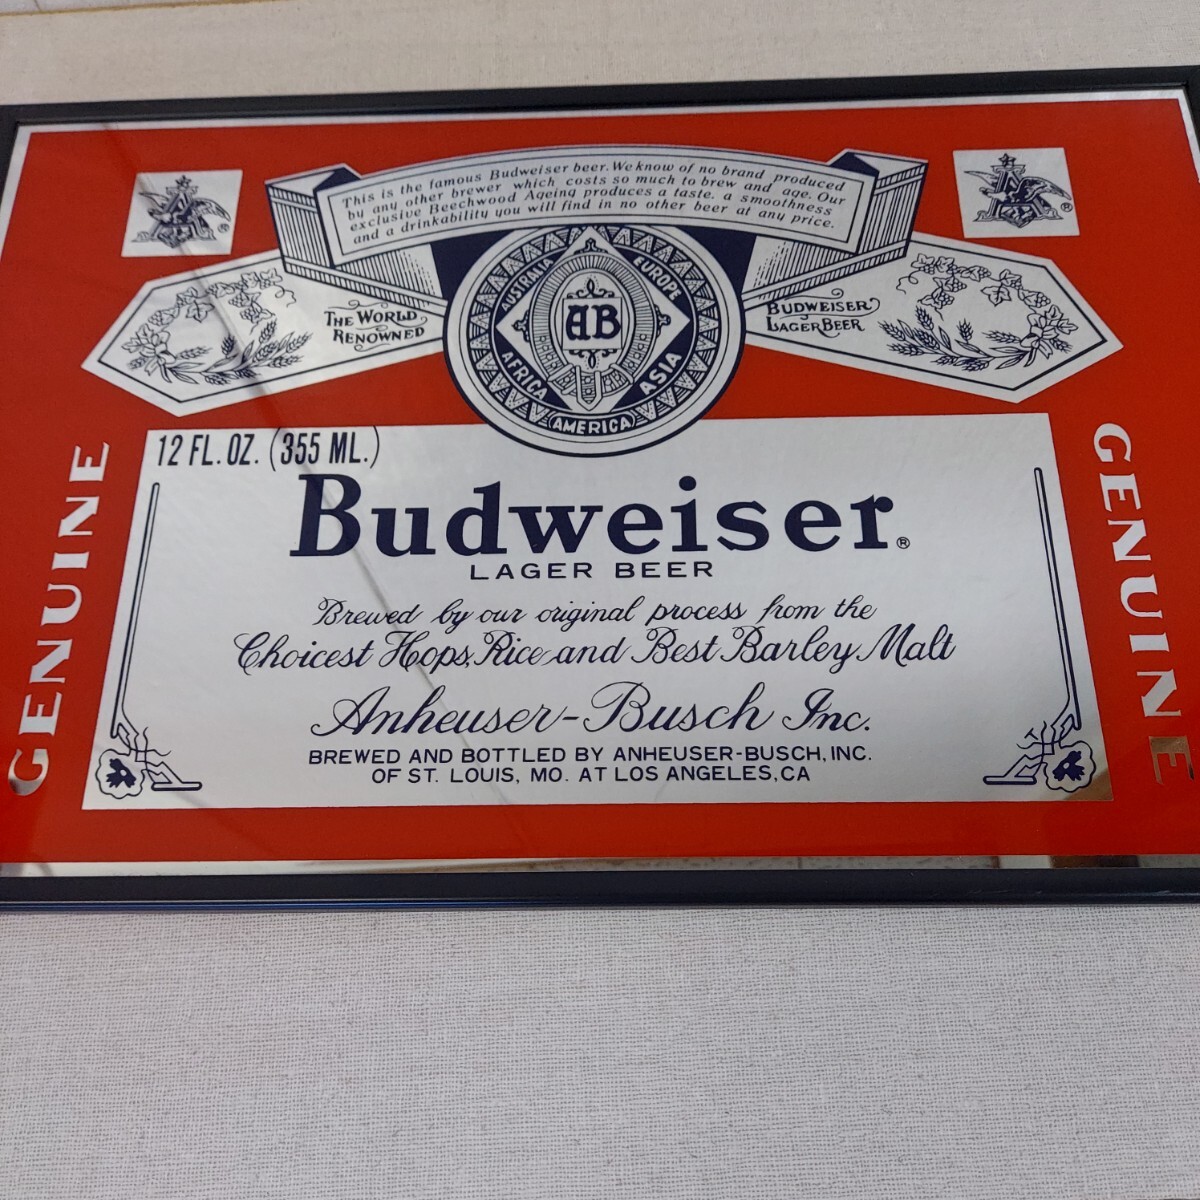 This is the famous Budweiser beer. We know of no brand produced
by any other brewer which costs so much to brew and age. Our
exclusive Beechwood Ageing produces a taste. a smoothness
and a drinkability you will find in no other beer at any price.
THE WORLD
RENOWNED
BUDWEISER
LAGER BEER
AUSTRALIA
EUROPE
AFRICA
ASIA
AMERICA
AB
GENUINE
GENUINE
12 FL. OZ. (355 ML.)
Budweiser®
LAGER BEER
Brewed by our original process from the
Choicest Hops, Rice and Best Barley Malt
Anheuser-Busch Inc.
BREWED AND BOTTLED BY ANHEUSER-BUSCH, INC.
OF ST. LOUIS, MO. AT LOS ANGELES, CA